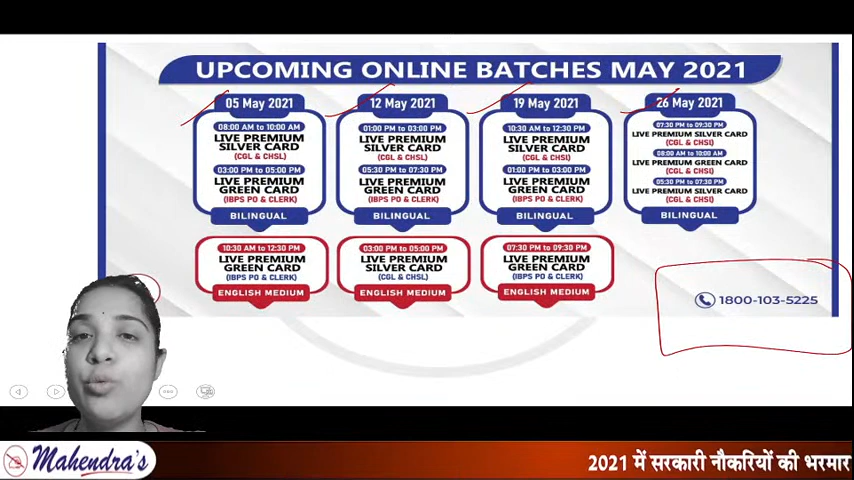 UPCOMING ONLINE BATCHES MAY 2021
05 May 2021
08:00 AM to 10:00 AM
LIVE PREMIUM
SILVER CARD
(CGL & CHSL)
03:00 PM to 05:00 PM
LIVE PREMIUM
GREEN CARD
(IBPS PO & CLERK)
BILINGUAL
12 May 2021
01:00 PM to 03:00 PM
LIVE PREMIUM
SILVER CARD
(CGL & CHSL)
05:30 PM to 07:30 PM
LIVE PREMIUM
GREEN CARD
(IBPS PO & CLERK)
BILINGUAL
19 May 2021
10:30 AM to 12:30 PM
LIVE PREMIUM
SILVER CARD
(CGL & CHSl)
01:00 PM to 03:00 PM
LIVE PREMIUM
GREEN CARD
(IBPS PO & CLERK)
BILINGUAL
26 May 2021
07:30 PM to 09:30 PM
LIVE PREMIUM SILVER CARD
(CGL & CHSl)
08:00 AM to 10:00 AM
LIVE PREMIUM GREEN CARD
(CGL & CHSl)
05:30 PM to 07:30 PM
LIVE PREMIUM SILVER CARD
(CGL & CHSl)
BILINGUAL
10:30 AM to 12:30 PM
LIVE PREMIUM
GREEN CARD
(IBPS PO & CLERK)
ENGLISH MEDIUM
03:00 PM to 05:00 PM
LIVE PREMIUM
SILVER CARD
(CGL & CHSL)
ENGLISH MEDIUM
07:30 PM to 09:30 PM
LIVE PREMIUM
GREEN CARD
(IBPS PO & CLERK)
ENGLISH MEDIUM
1800-103-5225
Mahendra's
2021 में सरकारी नौकरियों की भरमार